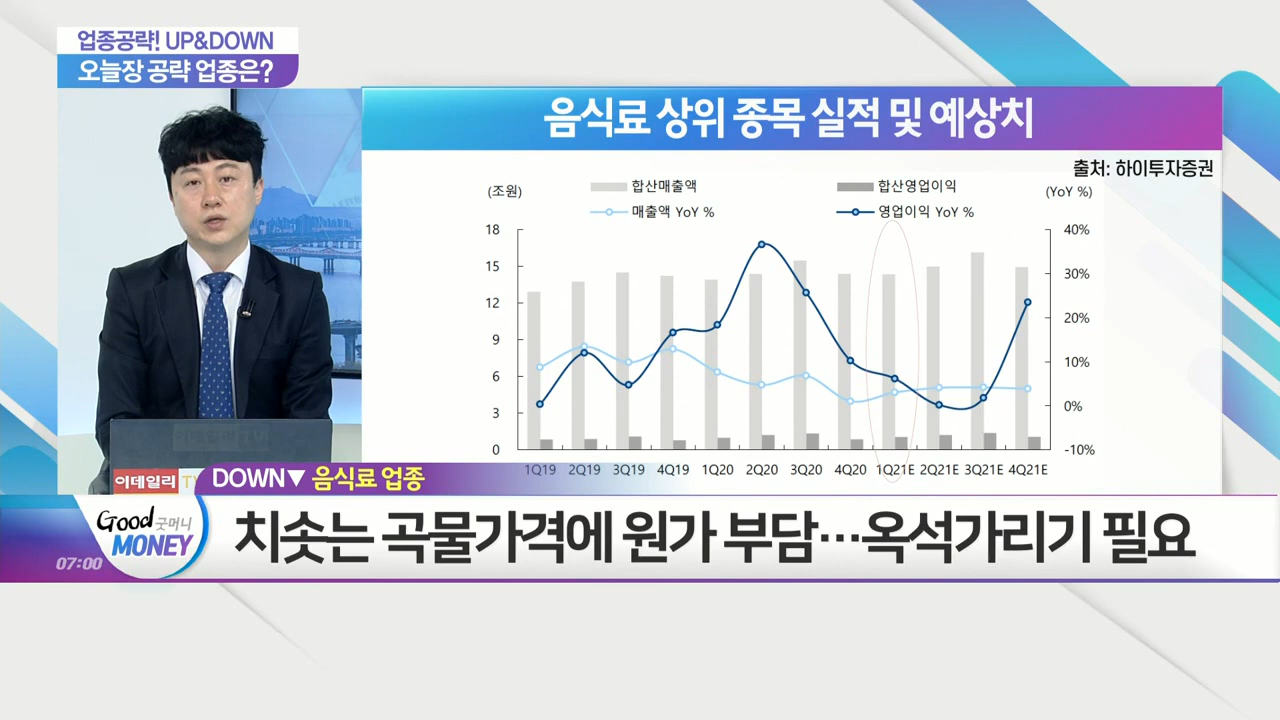 업종공략! UP&DOWN
오늘장 공략 업종은?
음식료 상위 종목 실적 및 예상치
출처: 하이투자증권
(조원)
합산매출액
합산영업이익
(YoY %)
매출액 YoY %
영업이익 YoY %
18
15
12
9
6
3
0
40%
30%
20%
10%
0%
-10%
1Q19 2Q19 3Q19 4Q19 1Q20 2Q20 3Q20 4Q20 1Q21E 2Q21E 3Q21E 4Q21E
이데일리 TV
DOWN▼ 음식료 업종
Good 굿머니
MONEY
치솟는 곡물가격에 원가 부담…옥석가리기 필요
07:00